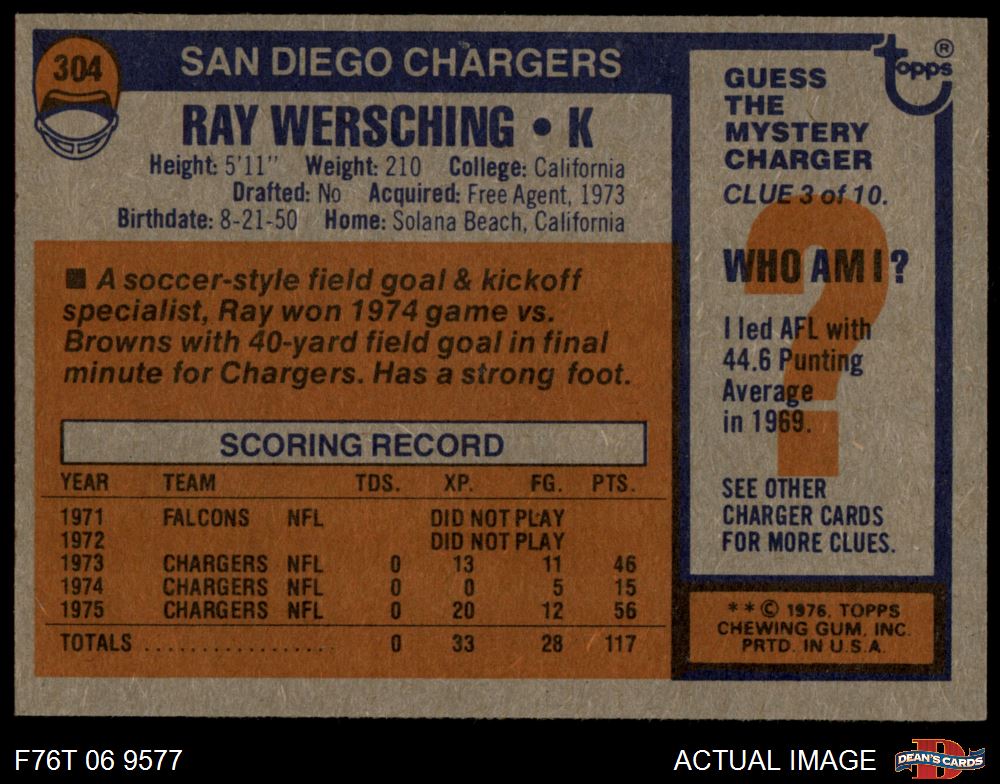 304
SAN DIEGO CHARGERS
RAY WERSCHING • K
Height: 5'11" Weight: 210 College: California
Drafted: No Acquired: Free Agent, 1973
Birthdate: 8-21-50 Home: Solana Beach, California
■ A soccer-style field goal & kickoff
specialist, Ray won 1974 game vs.
Browns with 40-yard field goal in final
minute for Chargers. Has a strong foot.
SCORING RECORD
YEAR TEAM TDS. XP. FG. PTS.
1971 FALCONS NFL DID NOT PLAY
1972 DID NOT PLAY
1973 CHARGERS NFL 0 13 11 46
1974 CHARGERS NFL 0 0 5 15
1975 CHARGERS NFL 0 20 12 56
TOTALS ................. 0 33 28 117
topps ®
GUESS
THE
MYSTERY
CHARGER
CLUE 3 of 10.
WHO AM I ?
?
I led AFL with
44.6 Punting
Average
in 1969.
SEE OTHER
CHARGER CARDS
FOR MORE CLUES.
* * © 1976, TOPPS
CHEWING GUM, INC.
PRTD. IN U.S.A.
F76T 06 9577
ACTUAL IMAGE
D
DEAN'S CARDS